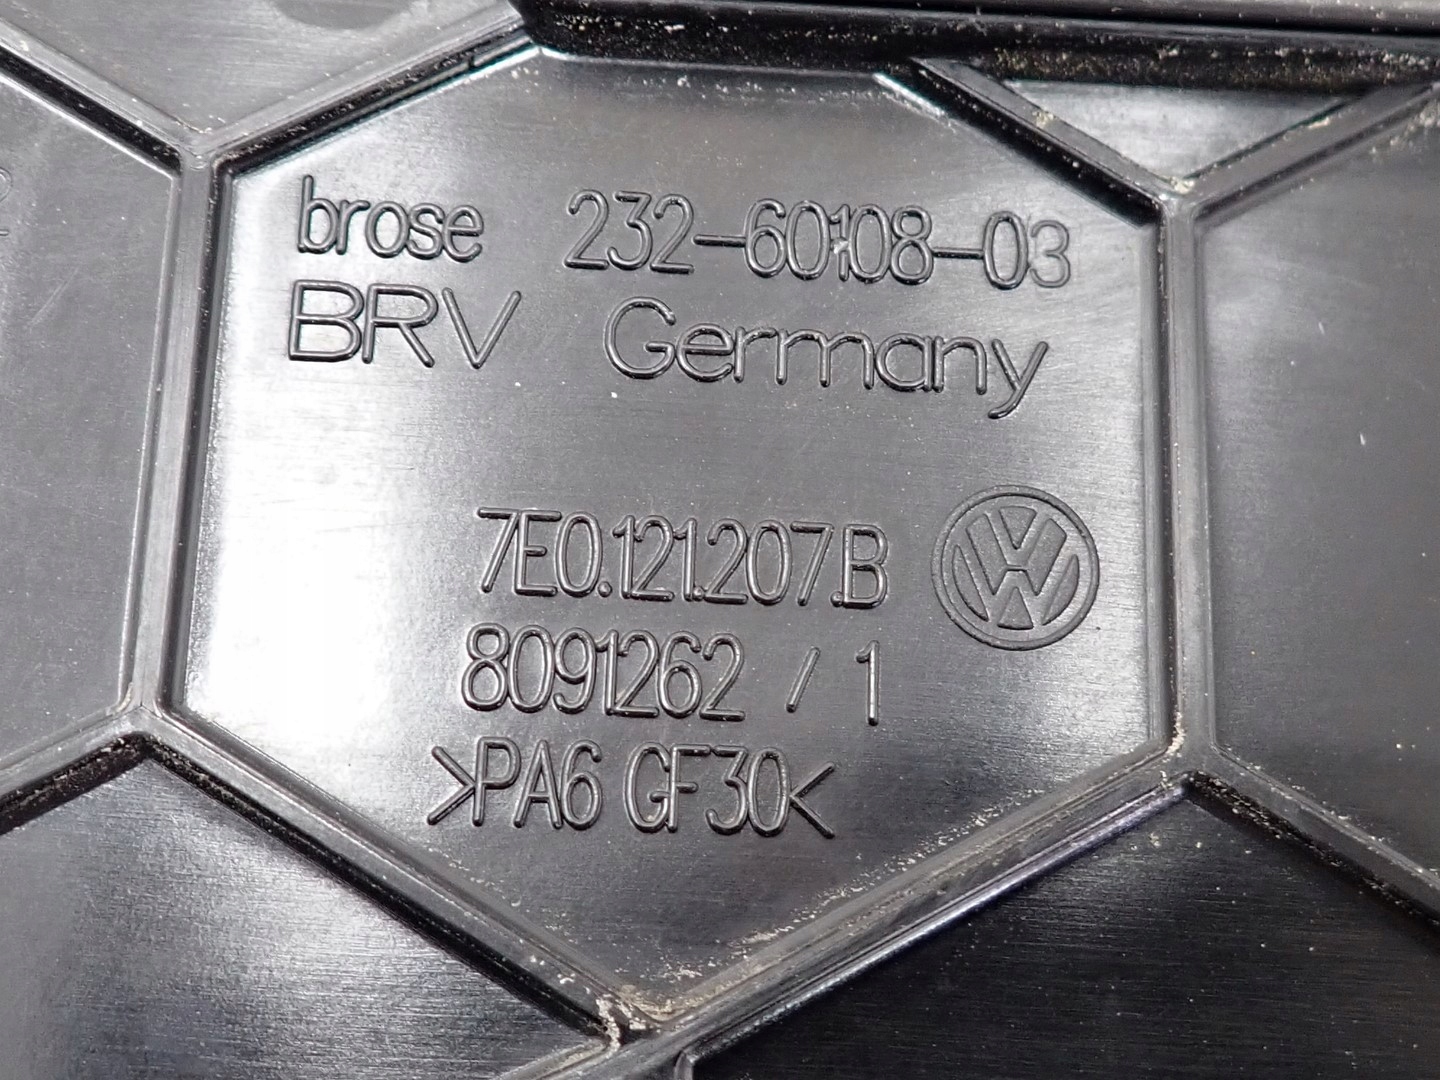 brose 232-60108-03
BRV Germany
7E0.121.207.B
8091262 / 1
>PA6 GF30<